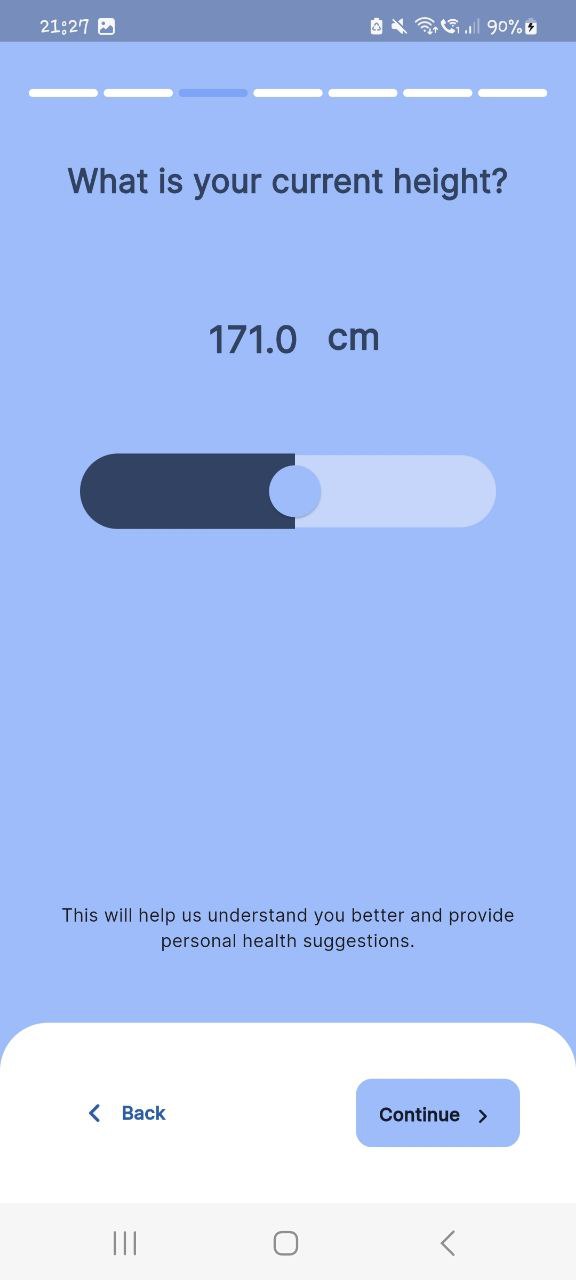 21:27 90%
What is your current height?
171.0 cm
This will help us understand you better and provide
personal health suggestions.
Back Continue